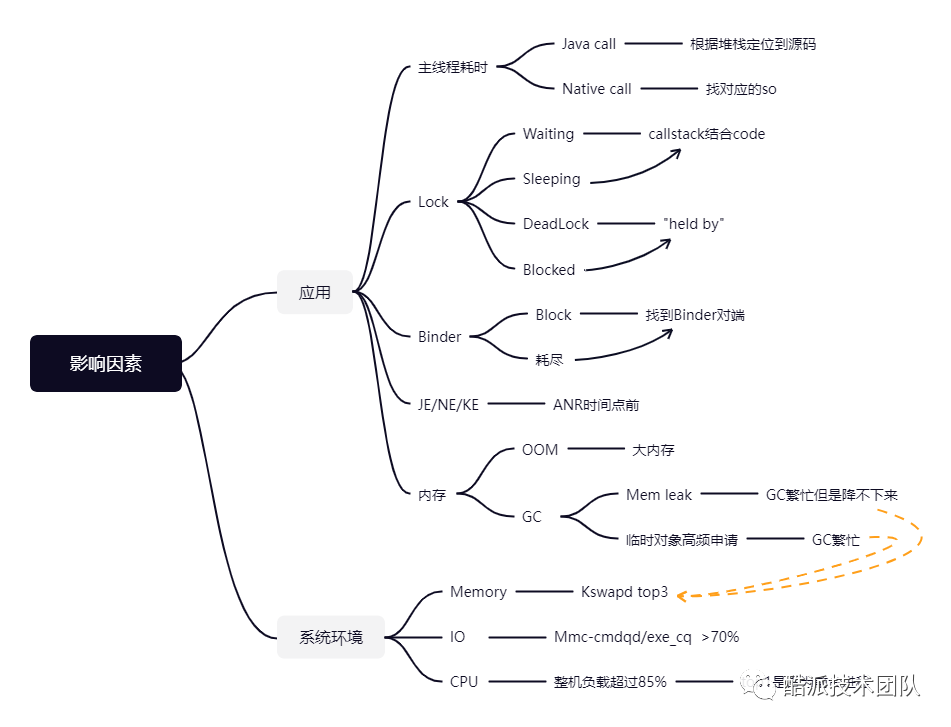 影响因素
应用
主线程耗时
Java call
根据堆栈定位到源码
Native call
找对应的so
Lock
Waiting
callstack结合code
Sleeping
DeadLock
"held by"
Blocked
Binder
Block
找到Binder对端
耗尽
JE/NE/KE
ANR时间点前
内存
OOM
大内存
GC
Mem leak
GC繁忙但是降不下来
临时对象高频申请
GC繁忙
系统环境
Memory
Kswapd top3
IO
Mmc-cmdqd/exe_cq >70%
CPU
整机负载超过85%
酷派技术团队